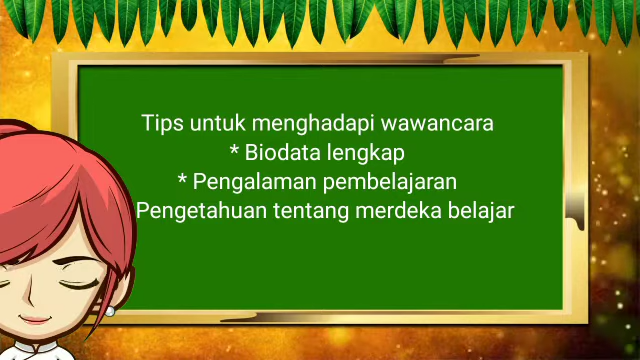 Tips untuk menghadapi wawancara
* Biodata lengkap
* Pengalaman pembelajaran
Pengetahuan tentang merdeka belajar